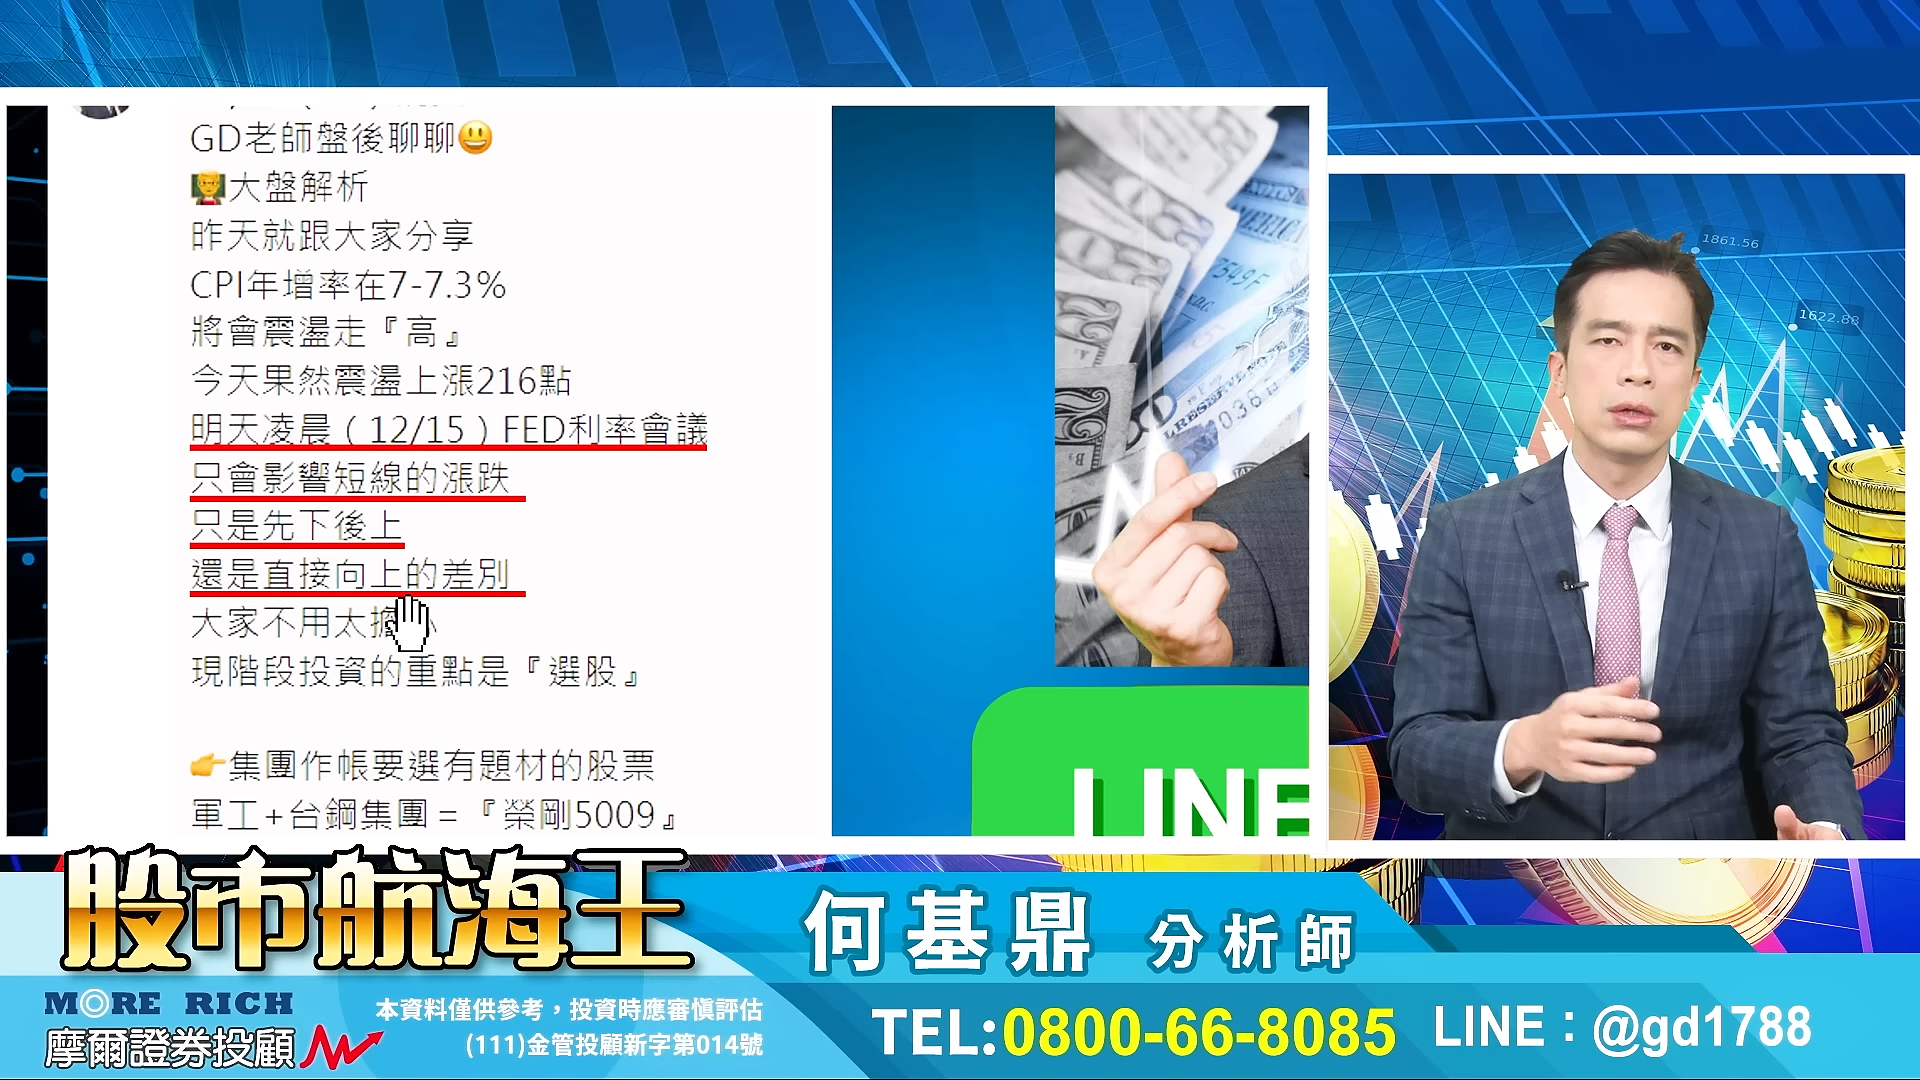 GD老師盤後聊聊😃
👨‍🏫大盤解析
昨天就跟大家分享
CPI年增率在7-7.3%
將會震盪走『高』
今天果然震盪上漲216點
明天凌晨（12/15）FED利率會議
只會影響短線的漲跌
只是先下後上
還是直接向上的差別
大家不用太擔
現階段投資的重點是『選股』
👉集團作帳要選有題材的股票
軍工+台鋼集團=『榮剛5009』
LINE
1861.56
1622.88
股市航海王
何基鼎 分析師
MORE RICH
摩爾證券投顧
本資料僅供參考，投資時應審慎評估
(111)金管投顧新字第014號
TEL:0800-66-8085
LINE：@gd1788